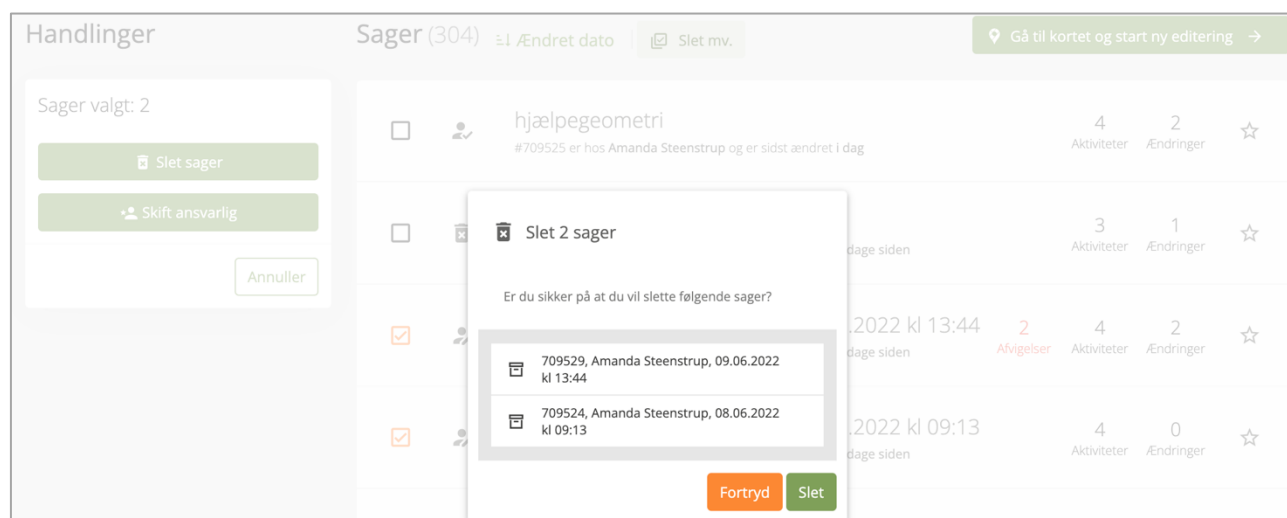 Handlinger
Sager (304) Ændret dato Slet mv. Gå til kortet og start ny editering →
Sager valgt: 2
Slet sager
Skift ansvarlig
Annuller
hjælpegeometri
#709525 er hos Amanda Steenstrup og er sidst ændret i dag
4 2
Aktiviteter Ændringer
dage siden
3 1
Aktiviteter Ændringer
.2022 kl 13:44
dage siden
2 4 2
Afvigelser Aktiviteter Ændringer
.2022 kl 09:13
dage siden
4 0
Aktiviteter Ændringer
Slet 2 sager
Er du sikker på at du vil slette følgende sager?
709529, Amanda Steenstrup, 09.06.2022
kl 13:44
709524, Amanda Steenstrup, 08.06.2022
kl 09:13
Fortryd Slet